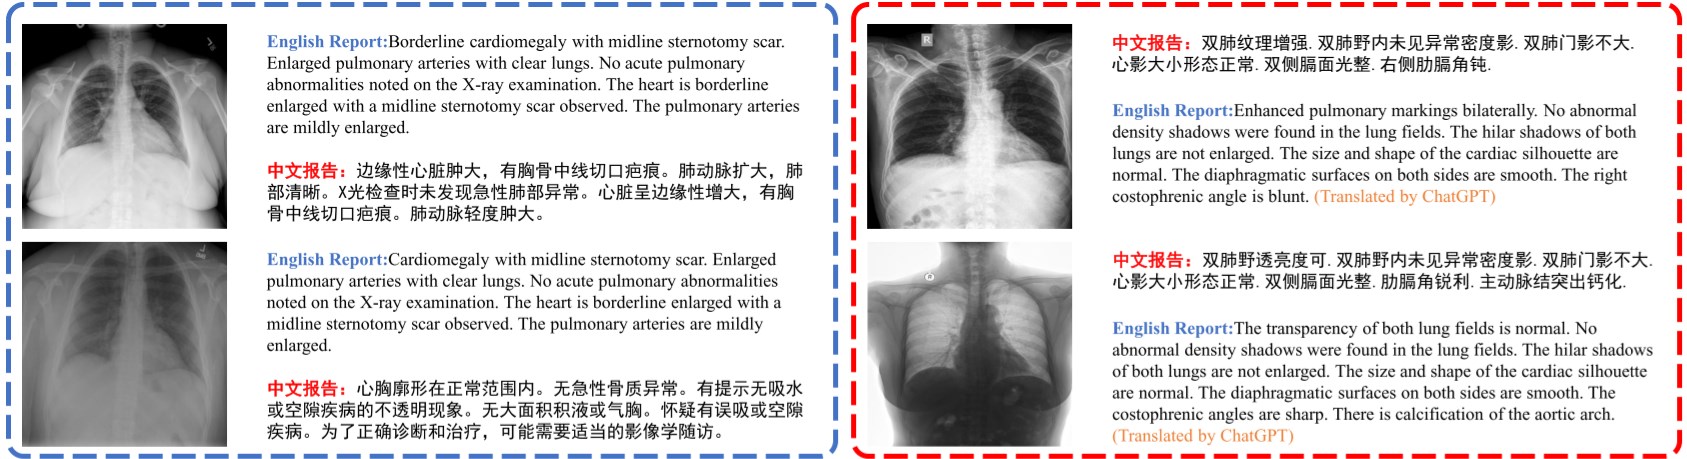 English Report:Borderline cardiomegaly with midline sternotomy scar.
Enlarged pulmonary arteries with clear lungs. No acute pulmonary
abnormalities noted on the X-ray examination. The heart is borderline
enlarged with a midline sternotomy scar observed. The pulmonary arteries
are mildly enlarged.
中文报告：边缘性心脏肿大，有胸骨中线切口疤痕。肺动脉扩大，肺
部清晰。X光检查时未发现急性肺部异常。心脏呈边缘性增大，有胸
骨中线切口疤痕。肺动脉轻度肿大。
English Report:Cardiomegaly with midline sternotomy scar. Enlarged
pulmonary arteries with clear lungs. No acute pulmonary abnormalities
noted on the X-ray examination. The heart is borderline enlarged with a
midline sternotomy scar observed. The pulmonary arteries are mildly
enlarged.
中文报告：心胸廓形在正常范围内。无急性骨质异常。有提示无吸水
或空隙疾病的不透明现象。无大面积积液或气胸。怀疑有误吸或空隙
疾病。为了正确诊断和治疗，可能需要适当的影像学随访。
R
中文报告：双肺纹理增强. 双肺野内未见异常密度影. 双肺门影不大.
心影大小形态正常. 双侧膈面光整. 右侧肋膈角钝.
English Report:Enhanced pulmonary markings bilaterally. No abnormal
density shadows were found in the lung fields. The hilar shadows of both
lungs are not enlarged. The size and shape of the cardiac silhouette are
normal. The diaphragmatic surfaces on both sides are smooth. The right
costophrenic angle is blunt. (Translated by ChatGPT)
R
中文报告：双肺野透亮度可. 双肺野内未见异常密度影. 双肺门影不大.
心影大小形态正常. 双侧膈面光整. 肋膈角锐利. 主动脉结突出钙化.
English Report:The transparency of both lung fields is normal. No
abnormal density shadows were found in the lung fields. The hilar shadows
of both lungs are not enlarged. The size and shape of the cardiac silhouette
are normal. The diaphragmatic surfaces on both sides are smooth. The
costophrenic angles are sharp. There is calcification of the aortic arch.
(Translated by ChatGPT)